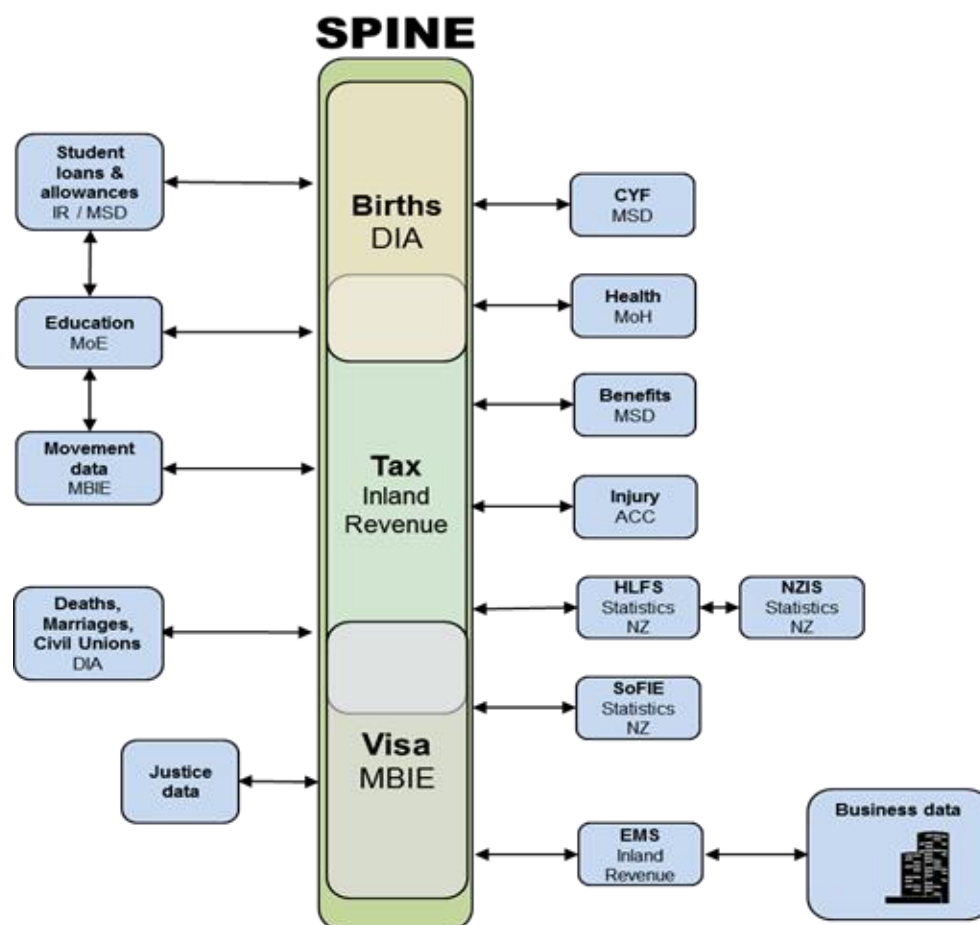 SPINE
Student
loans &
allowances
IR / MSD
Education
MoE
Movement
data
MBIE
Deaths,
Marriages,
Civil Unions
DIA
Justice
data
Births
DIA
Tax
Inland
Revenue
Visa
MBIE
CYF
MSD
Health
MoH
Benefits
MSD
Injury
ACC
HLFS
Statistics
NZ
NZIS
Statistics
NZ
SoFIE
Statistics
NZ
EMS
Inland
Revenue
Business data